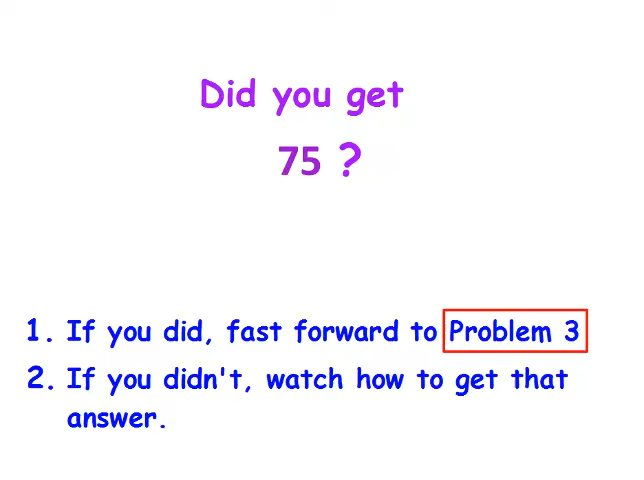 Did you get
75 ?
1. If you did, fast forward to Problem 3
2. If you didn't, watch how to get that
answer.